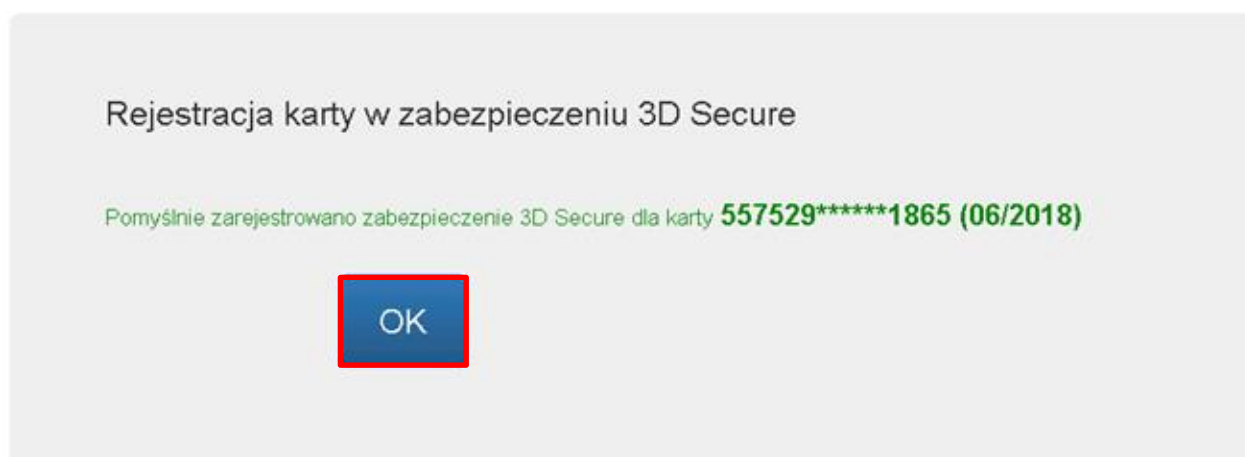 Rejestracja karty w zabezpieczeniu 3D Secure
Pomyślnie zarejestrowano zabezpieczenie 3D Secure dla karty 557529******1865 (06/2018)
OK